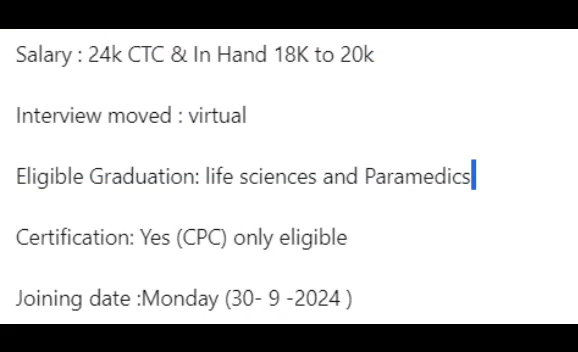 Salary : 24k CTC & In Hand 18K to 20k
Interview moved : virtual
Eligible Graduation: life sciences and Paramedics
Certification: Yes (CPC) only eligible
Joining date :Monday (30- 9 -2024 )